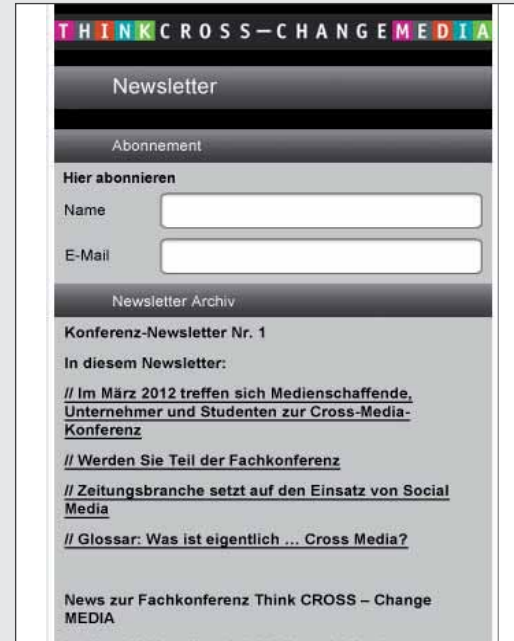 THINKCROSS–CHANGEMEDIA
Newsletter
Abonnement
Hier abonnieren
Name
E-Mail
Newsletter Archiv
Konferenz-Newsletter Nr. 1
In diesem Newsletter:
// Im März 2012 treffen sich Medienschaffende,
Unternehmer und Studenten zur Cross-Media-
Konferenz
// Werden Sie Teil der Fachkonferenz
// Zeitungsbranche setzt auf den Einsatz von Social
Media
// Glossar: Was ist eigentlich … Cross Media?
News zur Fachkonferenz Think CROSS – Change
MEDIA